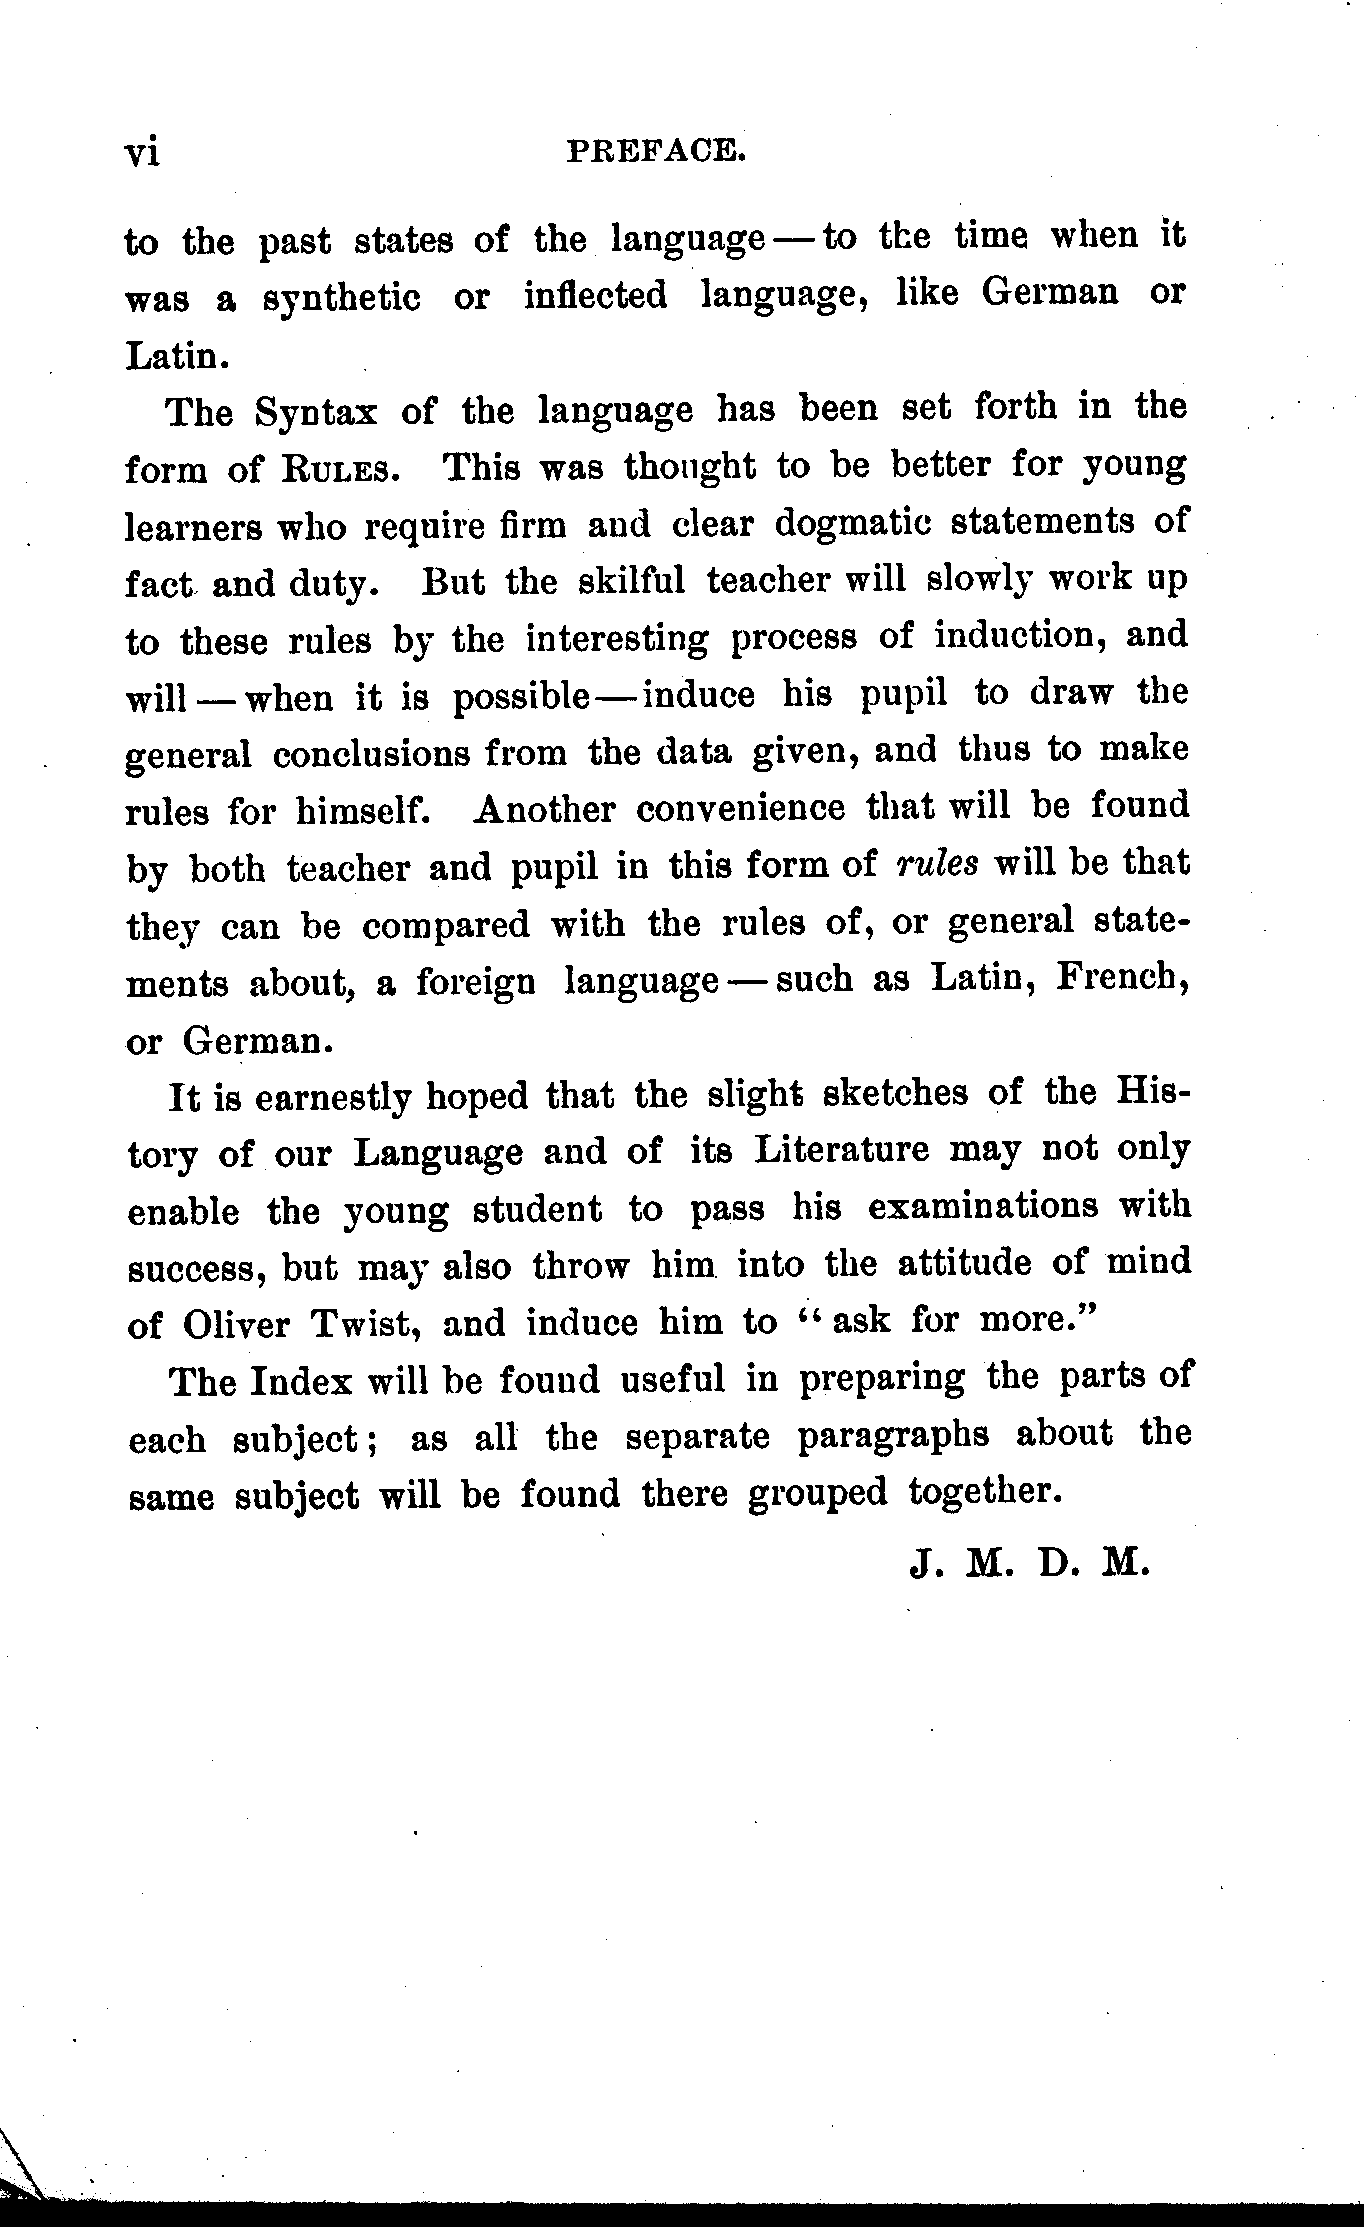 vi
PREFACE.
to the past states of the language—to the time when it
was a synthetic or inflected language, like German or
Latin.
The Syntax of the language has been set forth in the
form of RULES. This was thought to be better for young
learners who require firm and clear dogmatic statements of
fact and duty. But the skilful teacher will slowly work up
to these rules by the interesting process of induction, and
will—when it is possible—induce his pupil to draw the
general conclusions from the data given, and thus to make
rules for himself. Another convenience that will be found
by both teacher and pupil in this form of rules will be that
they can be compared with the rules of, or general state-
ments about, a foreign language—such as Latin, French,
or German.
It is earnestly hoped that the slight sketches of the His-
tory of our Language and of its Literature may not only
enable the young student to pass his examinations with
success, but may also throw him into the attitude of mind
of Oliver Twist, and induce him to “ask for more.”
The Index will be found useful in preparing the parts of
each subject; as all the separate paragraphs about the
same subject will be found there grouped together.
J. M. D. M.